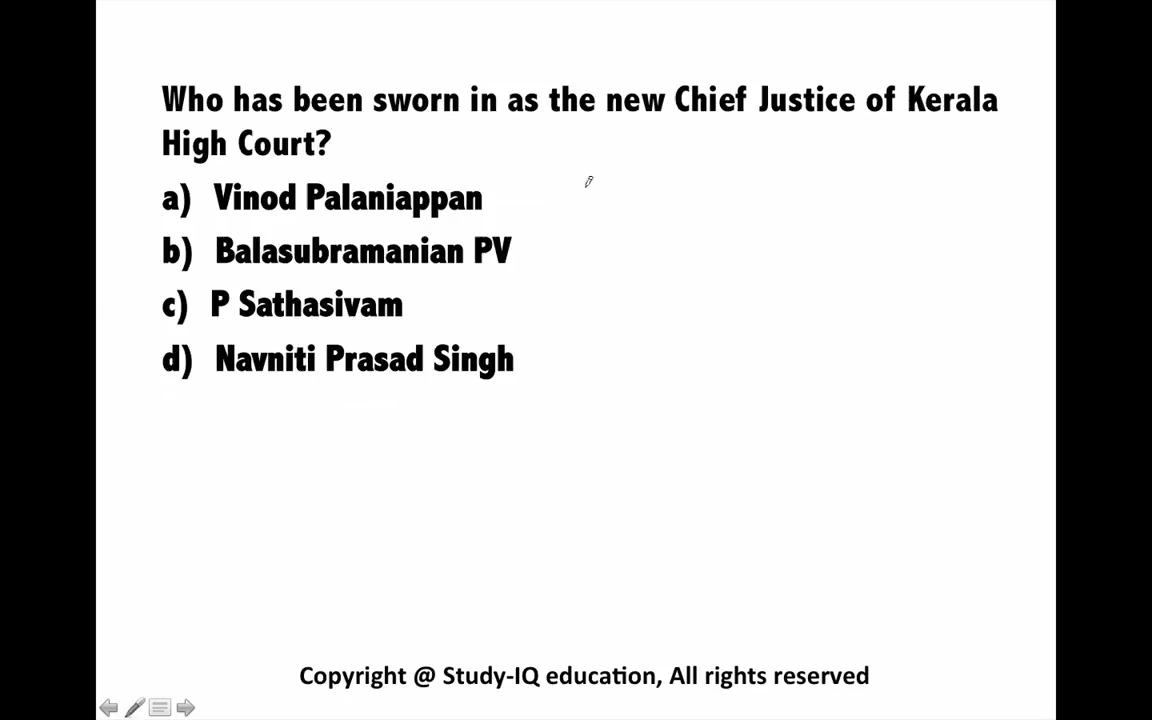 Who has been sworn in as the new Chief Justice of Kerala
High Court?
a) Vinod Palaniappan
b) Balasubramanian PV
c) P Sathasivam
d) Navniti Prasad Singh
Copyright @ Study-IQ education, All rights reserved